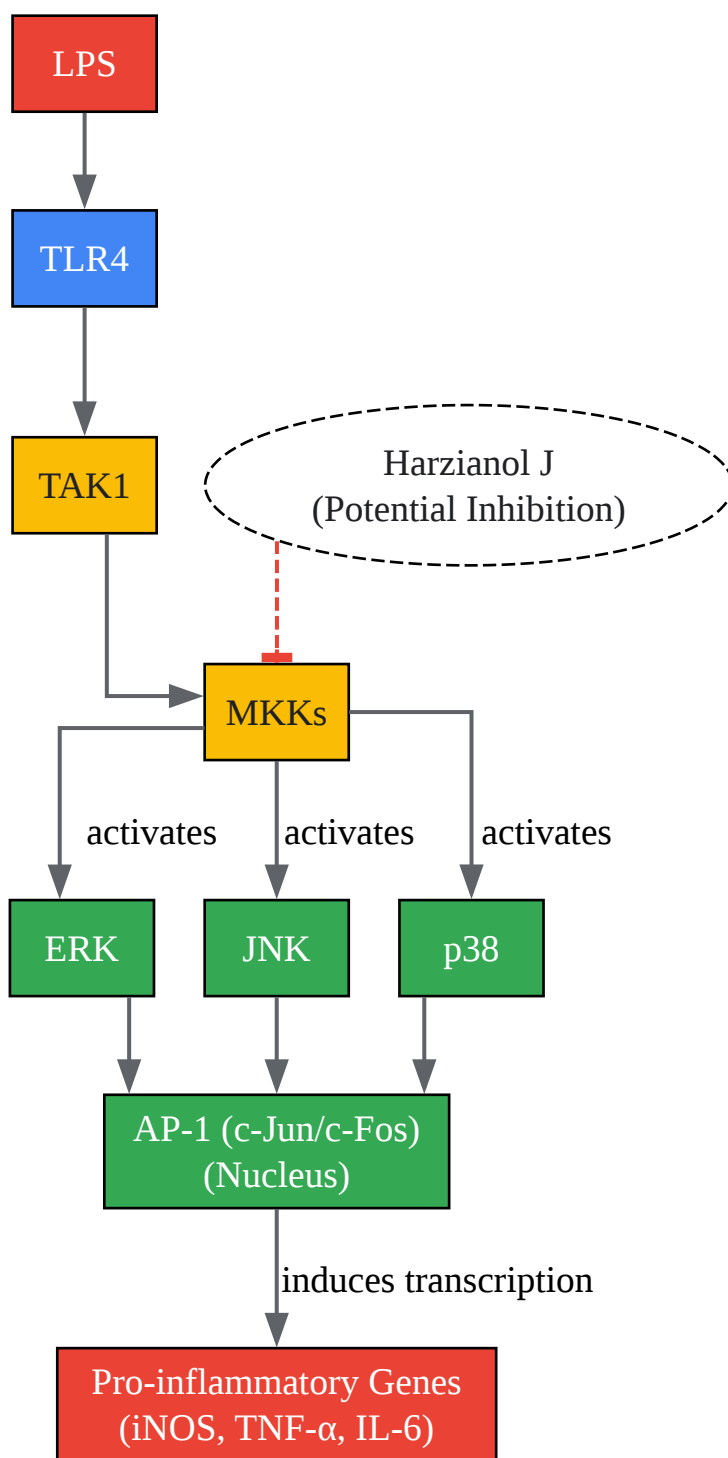 LPS
TLR4
TAK1
Harzianol J
(Potential Inhibition)
MKKs
activates
activates
activates
ERK
JNK
p38
AP-1 (c-Jun/c-Fos)
(Nucleus)
induces transcription
Pro-inflammatory Genes
(iNOS, TNF-α, IL-6)